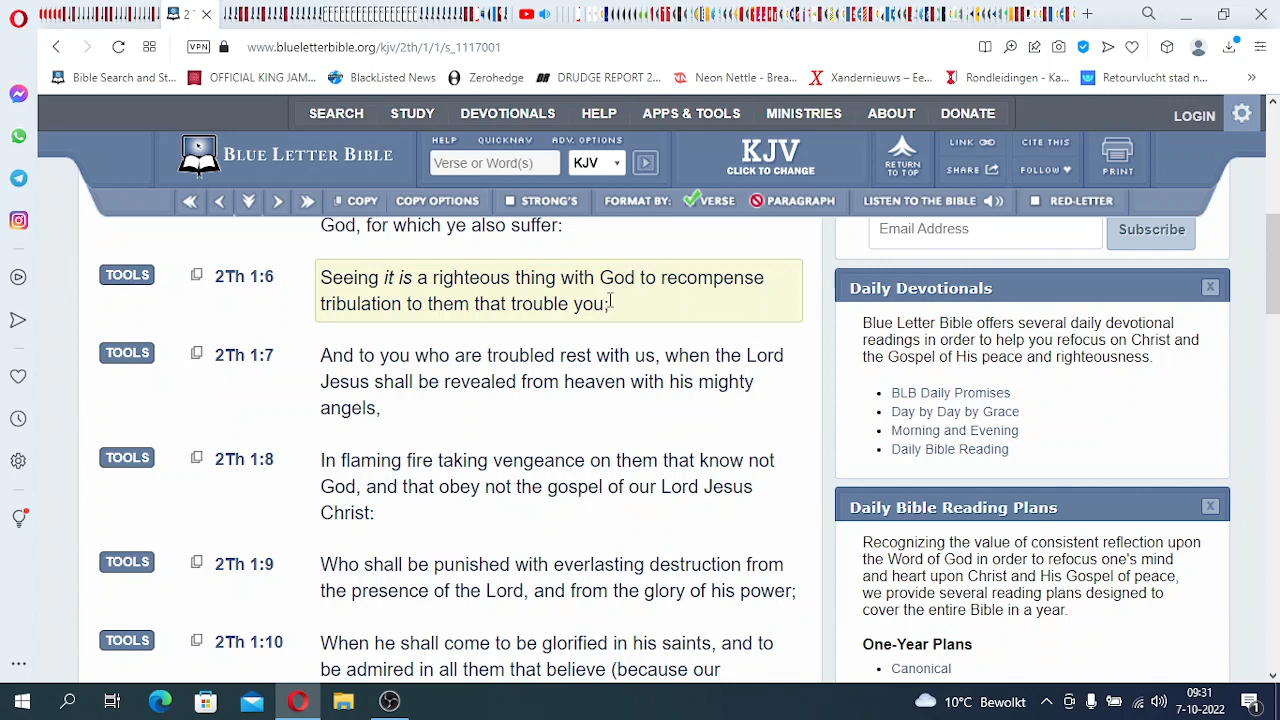 2
www.blueletterbible.org/kjv/2th/1/1/s_1117001
VPN
Bible Search and St...
OFFICIAL KING JAM...
BlackListed News
Zerohedge
DRUDGE REPORT 2...
Neon Nettle - Brea...
Xandernieuws – Ee...
Rondleidingen - Ka...
Retourvlucht stad n...
SEARCH STUDY DEVOTIONALS HELP APPS & TOOLS MINISTRIES ABOUT DONATE
LOGIN
BLUE LETTER BIBLE
HELP QUICKNAV ADV. OPTIONS
Verse or Word(s)
KJV
KJV
CLICK TO CHANGE
RETURN
TO TOP
LINK
CITE THIS
SHARE
FOLLOW
PRINT
COPY
COPY OPTIONS
STRONG'S
FORMAT BY: VERSE PARAGRAPH
LISTEN TO THE BIBLE
RED-LETTER
God, for which ye also suffer:
TOOLS 2Th 1:6 Seeing it is a righteous thing with God to recompense
tribulation to them that trouble you;
TOOLS 2Th 1:7 And to you who are troubled rest with us, when the Lord
Jesus shall be revealed from heaven with his mighty
angels,
TOOLS 2Th 1:8 In flaming fire taking vengeance on them that know not
God, and that obey not the gospel of our Lord Jesus
Christ:
TOOLS 2Th 1:9 Who shall be punished with everlasting destruction from
the presence of the Lord, and from the glory of his power;
TOOLS 2Th 1:10 When he shall come to be glorified in his saints, and to
be admired in all them that believe (because our
Email Address
Subscribe
Daily Devotionals
X
Blue Letter Bible offers several daily devotional
readings in order to help you refocus on Christ and
the Gospel of His peace and righteousness.
BLB Daily Promises
Day by Day by Grace
Morning and Evening
Daily Bible Reading
Daily Bible Reading Plans
X
Recognizing the value of consistent reflection upon
the Word of God in order to refocus one's mind
and heart upon Christ and His Gospel of peace,
we provide several reading plans designed to
cover the entire Bible in a year.
One-Year Plans
Canonical
10°C Bewolkt
09:31
7-10-2022
1